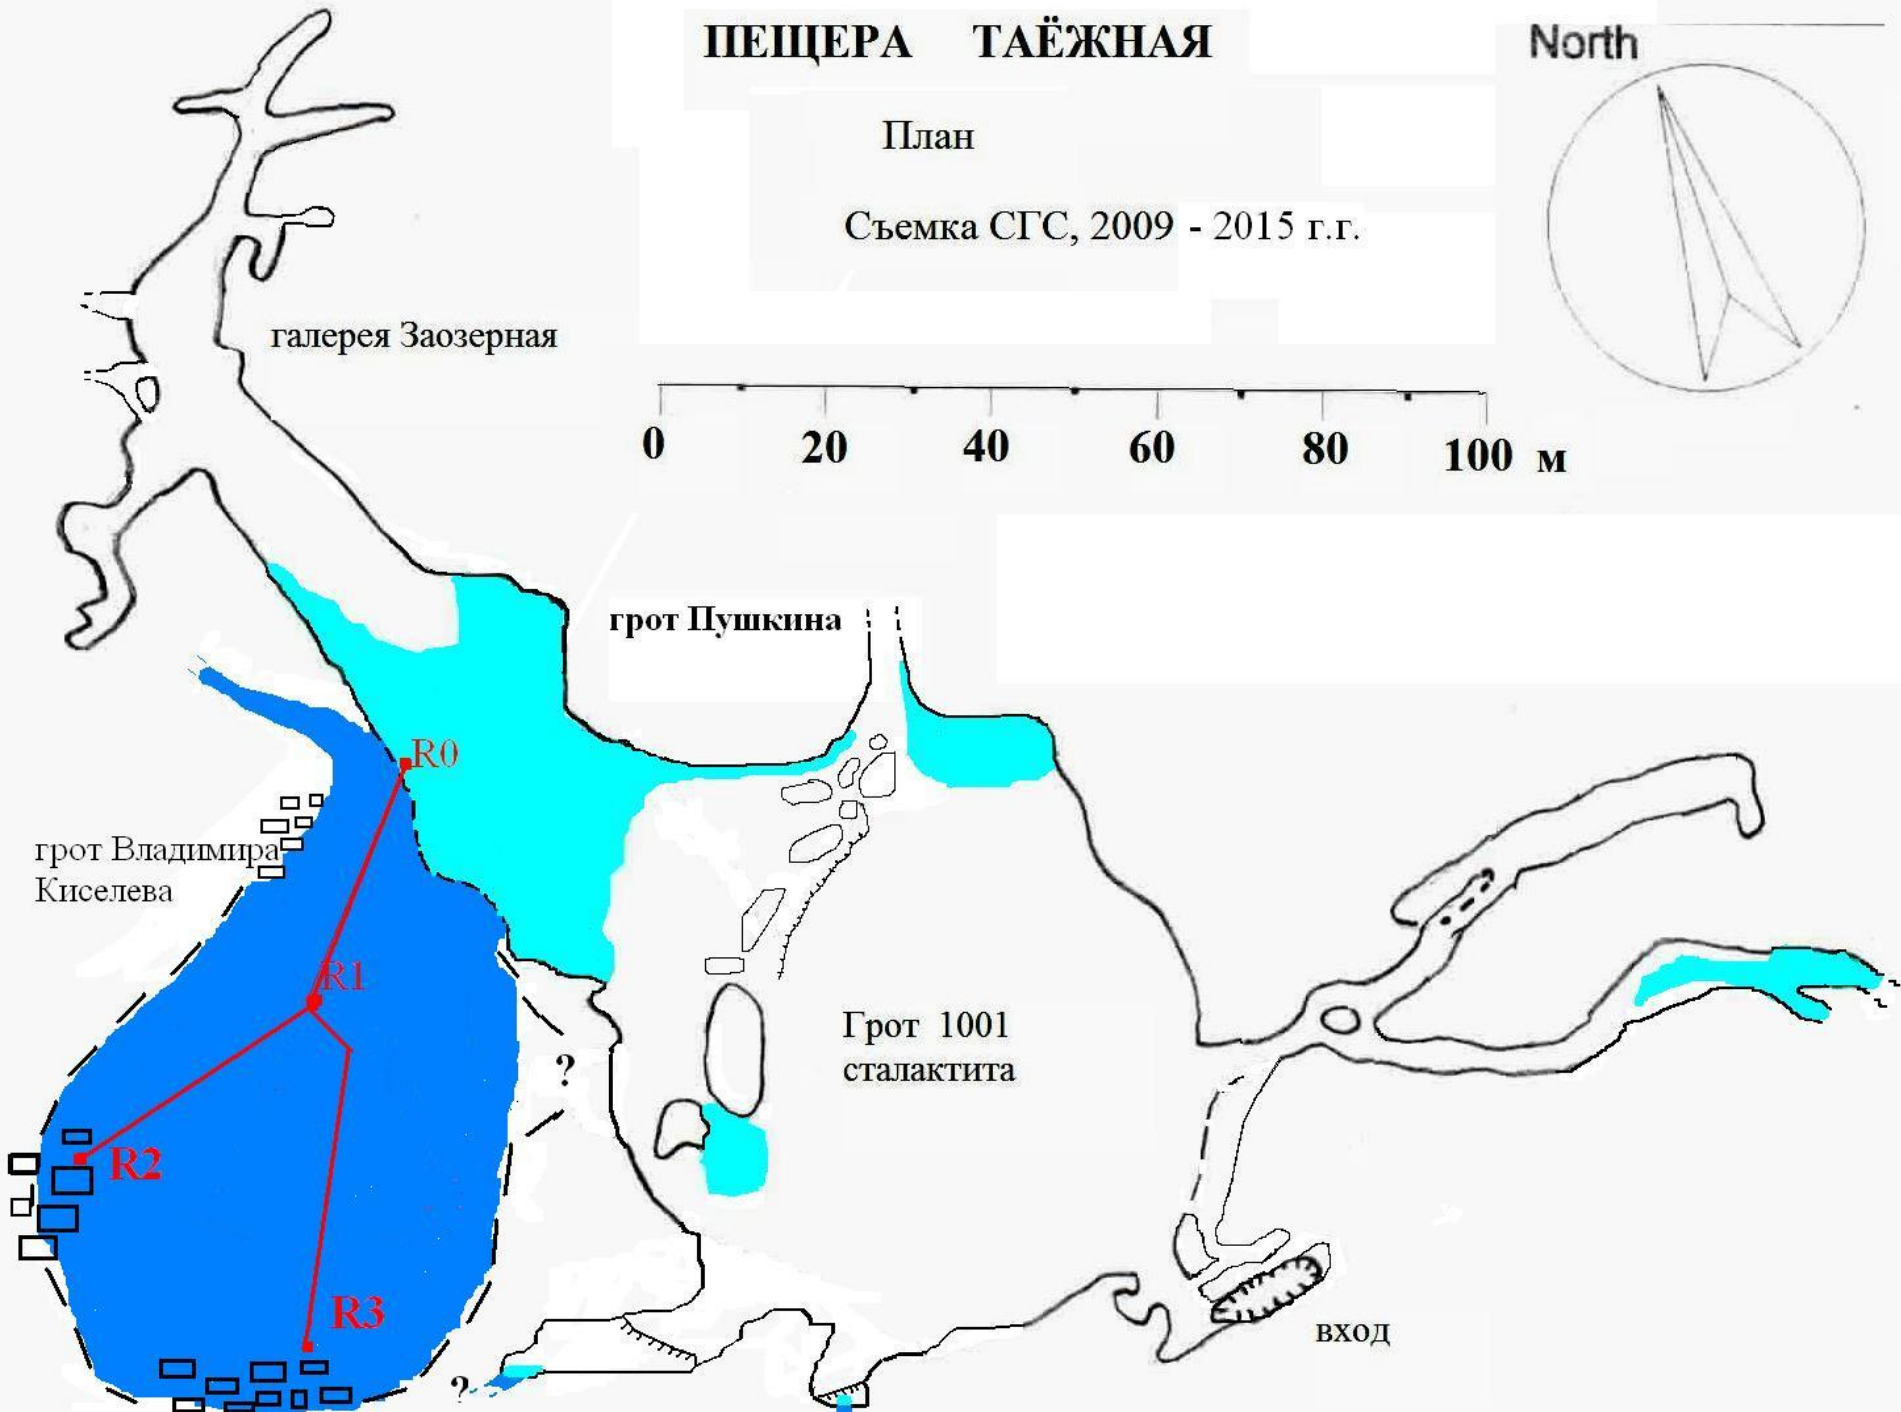 ПЕЩЕРА ТАЁЖНАЯ
North
План
Съемка СГС, 2009 - 2015 г.г.
галерея Заозерная
0 20 40 60 80 100 м
грот Пушкина
R0
грот Владимира
Киселева
R1
Грот 1001
сталактита
?
R2
R3
вход
?